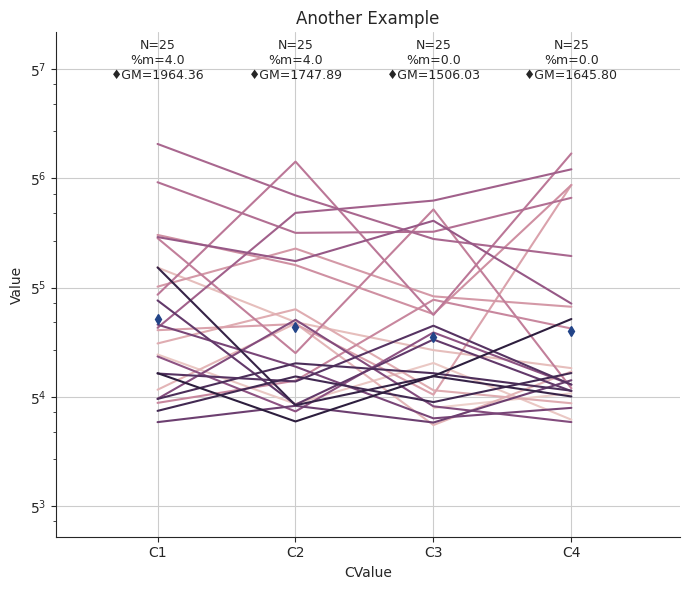 Another Example
N=25 N=25 N=25 N=25
%m=4.0 %m=4.0 %m=0.0 %m=0.0
♦GM=1964.36 ♦GM=1747.89 ♦GM=1506.03 ♦GM=1645.80
5⁷
5⁶
5⁵
5⁴
5³
Value
C1 C2 C3 C4
CValue